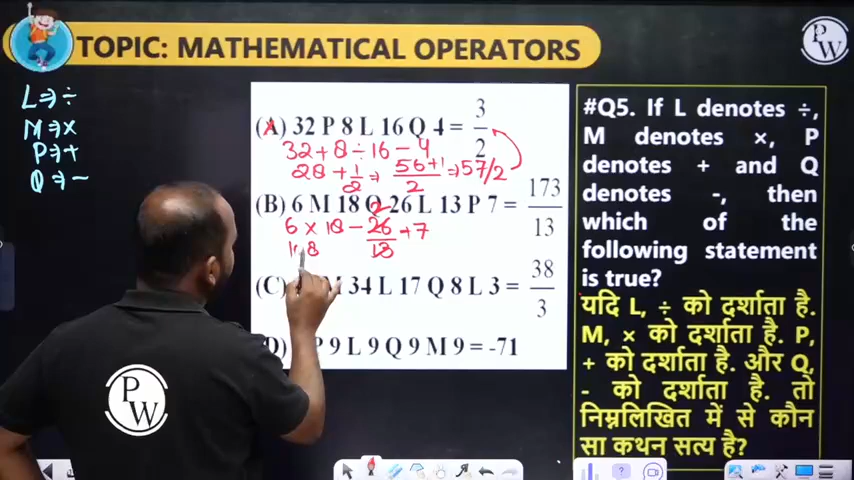 TOPIC: MATHEMATICAL OPERATORS
PW
L⇒÷
M⇒×
P⇒+
Q⇒−
(A) 32 P 8 L 16 Q 4 = 3/2
32+8÷16−4
28+1/2 ⇒ 56+1/2 ⇒57/2
(B) 6 M 18 Q 26 L 13 P 7 = 173/13
2
6×18−26/13+7
108
(C) M 34 L 17 Q 8 L 3 = 38/3
P 9 L 9 Q 9 M 9 = -71
PW
#Q5. If L denotes ÷,
M denotes ×, P
denotes + and Q
denotes -, then
which of the
following statement
is true?
यदि L, ÷ को दर्शाता है.
M, × को दर्शाता है. P,
+ को दर्शाता है. और Q,
- को दर्शाता है. तो
निम्नलिखित में से कौन
सा कथन सत्य है?